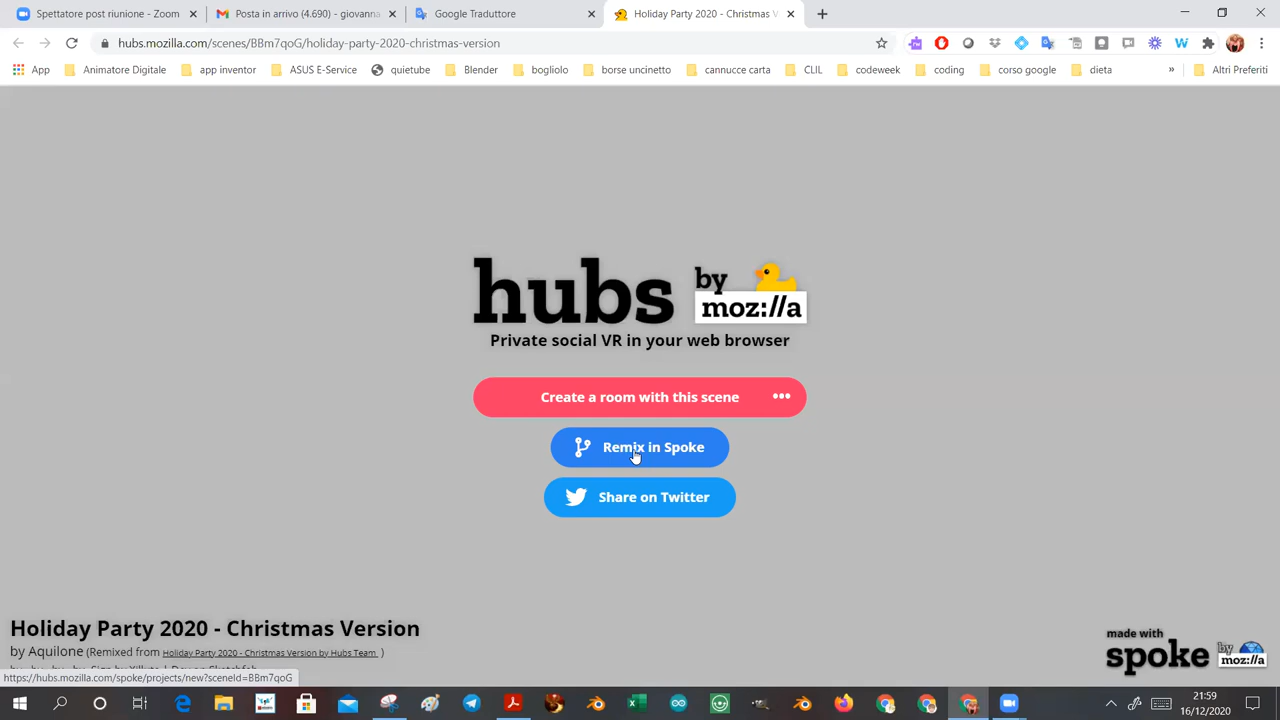 Spettatore post riunione - Zoom
Posta in arrivo (4.690) - giovanna
Google Traduttore
Holiday Party 2020 - Christmas V
hubs.mozilla.com/scenes/BBm7qoG/holiday-party-2020-christmas-version
App
Animatore Digitale
app inventor
ASUS E-Service
quietube
Blender
bogliolo
borse uncinetto
cannucce carta
CLIL
codeweek
coding
corso google
dieta
»
Altri Preferiti
hubs by moz://a
Private social VR in your web browser
Create a room with this scene
Remix in Spoke
Share on Twitter
Holiday Party 2020 - Christmas Version
by Aquilone (Remixed from Holiday Party 2020 - Christmas Version by Hubs Team )
https://hubs.mozilla.com/spoke/projects/new?sceneId=BBm7qoG
made with
spoke by moz://a
21:59
16/12/2020